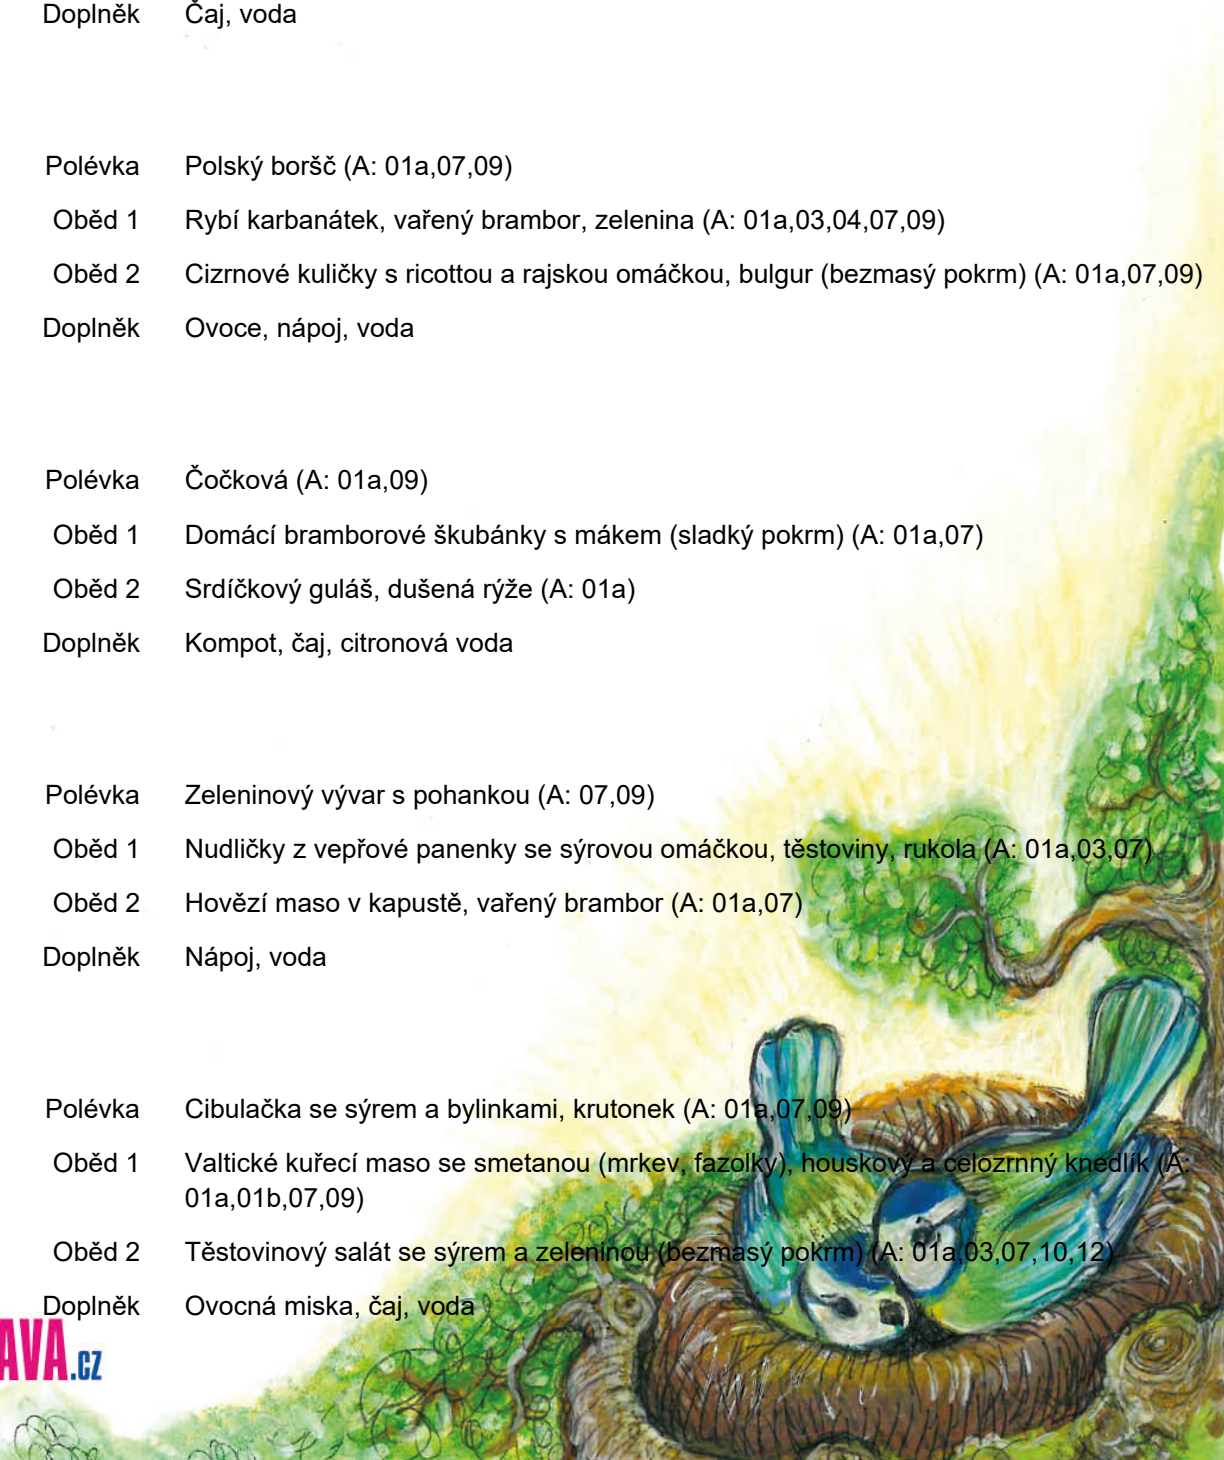 Doplněk Čaj, voda
Polévka Polský boršč (A: 01a,07,09)
Oběd 1 Rybí karbanátek, vařený brambor, zelenina (A: 01a,03,04,07,09)
Oběd 2 Cizrnové kuličky s ricottou a rajskou omáčkou, bulgur (bezmasý pokrm) (A: 01a,07,09)
Doplněk Ovoce, nápoj, voda
Polévka Čočková (A: 01a,09)
Oběd 1 Domácí bramborové škubánky s mákem (sladký pokrm) (A: 01a,07)
Oběd 2 Srdíčkový guláš, dušená rýže (A: 01a)
Doplněk Kompot, čaj, citronová voda
Polévka Zeleninový vývar s pohankou (A: 07,09)
Oběd 1 Nudličky z vepřové panenky se sýrovou omáčkou, těstoviny, rukola (A: 01a,03,07)
Oběd 2 Hovězí maso v kapustě, vařený brambor (A: 01a,07)
Doplněk Nápoj, voda
Polévka Cibulačka se sýrem a bylinkami, krutonek (A: 01a,07,09)
Oběd 1 Valtické kuřecí maso se smetanou (mrkev, fazolky), houskový a celozrnný knedlík (A:
01a,01b,07,09)
Oběd 2 Těstovinový salát se sýrem a zeleninou (bezmasý pokrm) (A: 01a,03,07,10,12)
Doplněk Ovocná miska, čaj, voda
AVA.cz